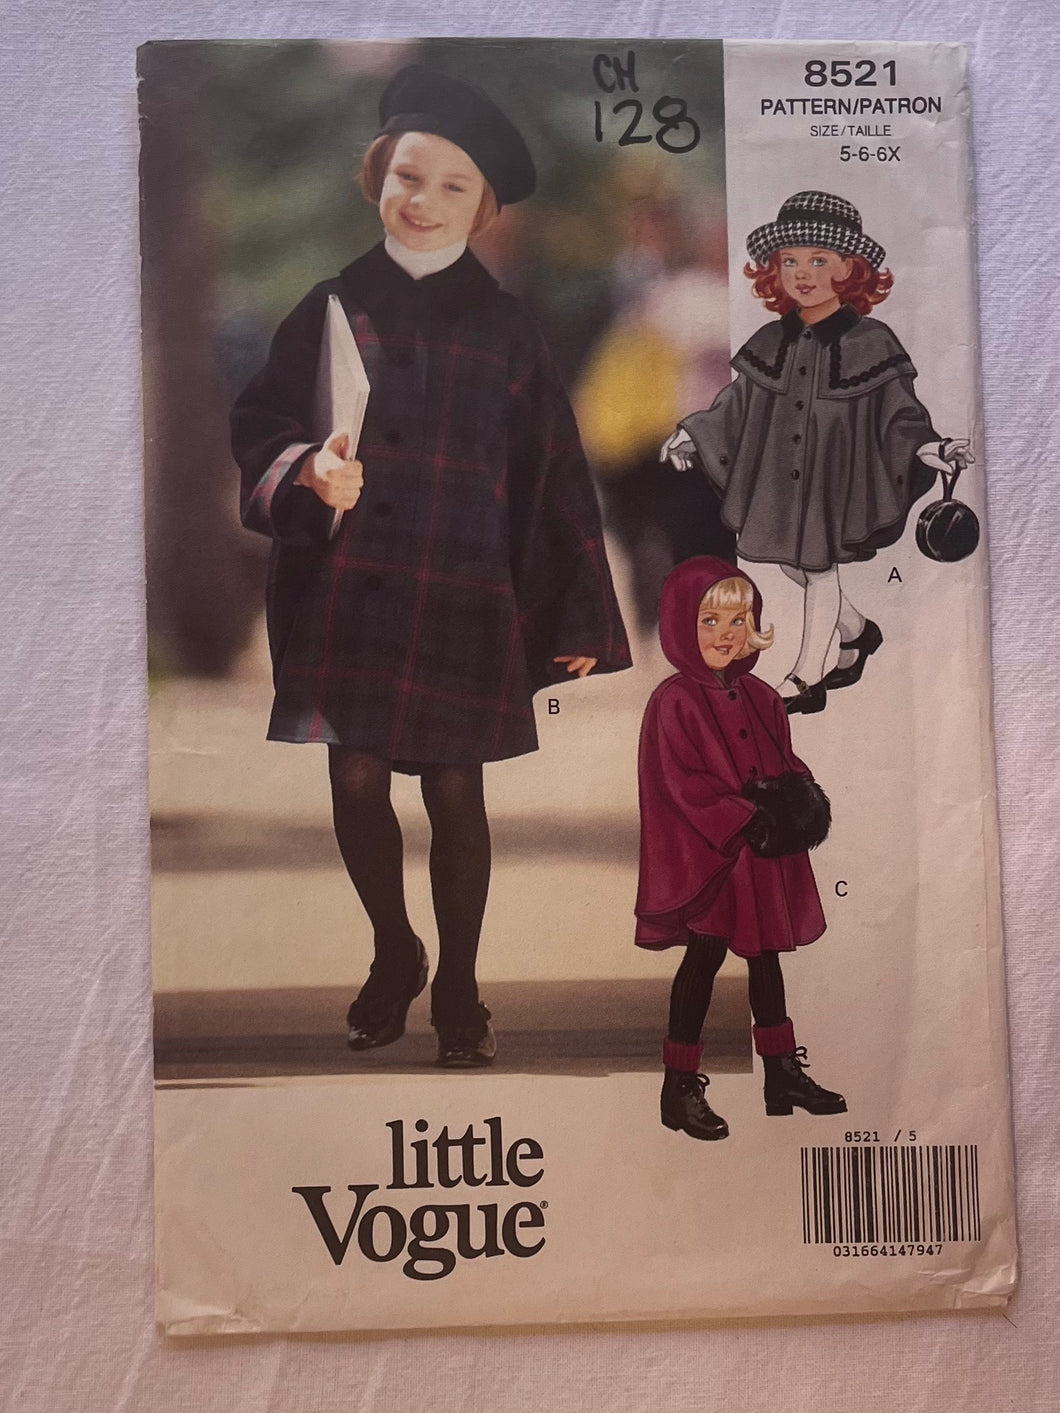 CH
128
8521
PATTERN/PATRON
SIZE/TAILLE
5-6-6X
A
B
C
little
Vogue®
8521 / 5
031664147947